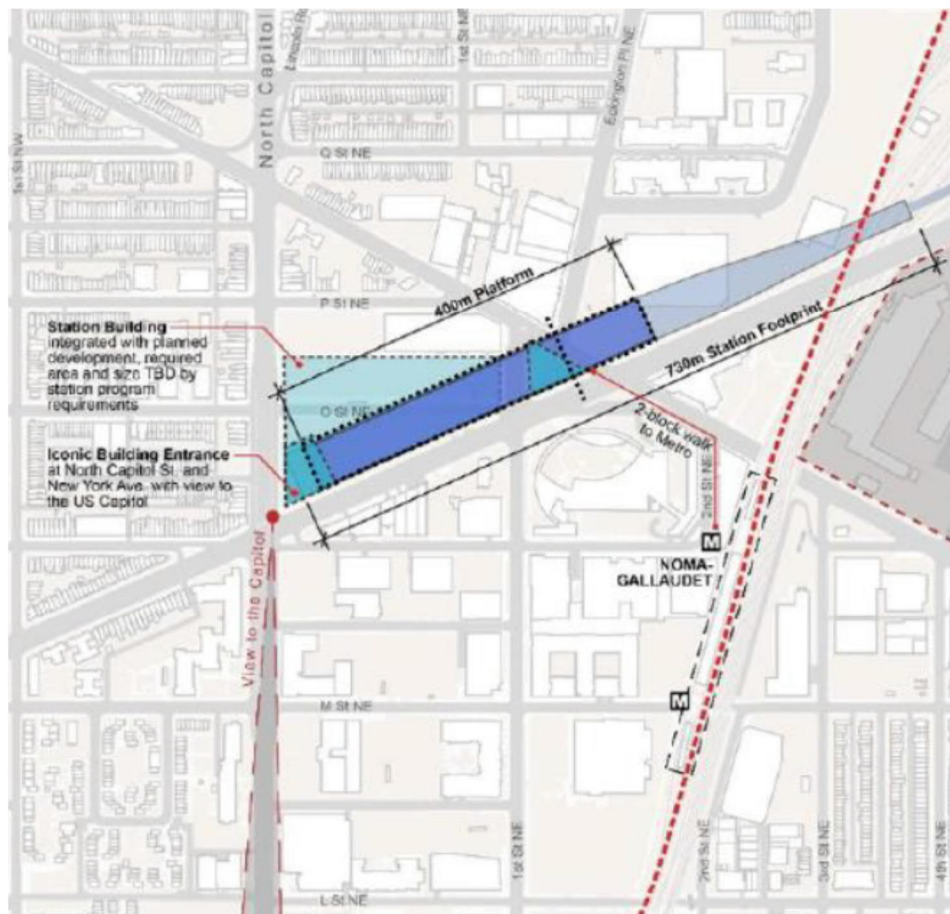 North Capitol
Lincoln Rd
1st St NE
Eckington Pl NE
1st St NW
Q St NE
400m Platform
P St NE
Station Building
integrated with planned
development, required
area and size TBD by
station program
requirements
730m Station Footprint
O St NE
2-block walk
to Metro
Iconic Building Entrance
at North Capitol St. and
New York Ave. with view to
the US Capitol
2nd St NE
M
NOMA-
GALLAUDET
View to the Capitol
M
M St NE
1st St NE
2nd St NE
3rd St NE
4th St NE
L St NE